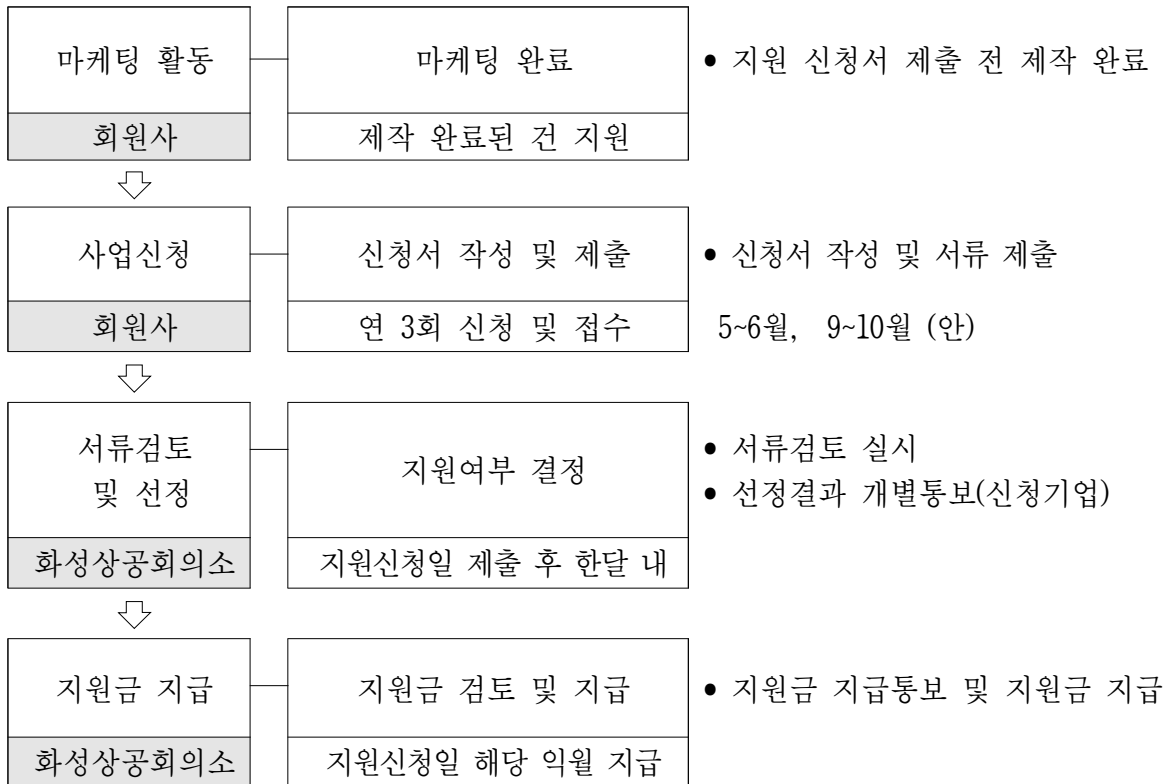 마케팅 활동
마케팅 완료
• 지원 신청서 제출 전 제작 완료
회원사
제작 완료된 건 지원
사업신청
신청서 작성 및 제출
• 신청서 작성 및 서류 제출
회원사
연 3회 신청 및 접수
5~6월, 9~10월 (안)
서류검토
및 선정
지원여부 결정
• 서류검토 실시
• 선정결과 개별통보(신청기업)
화성상공회의소
지원신청일 제출 후 한달 내
지원금 지급
지원금 검토 및 지급
• 지원금 지급통보 및 지원금 지급
화성상공회의소
지원신청일 해당 익월 지급